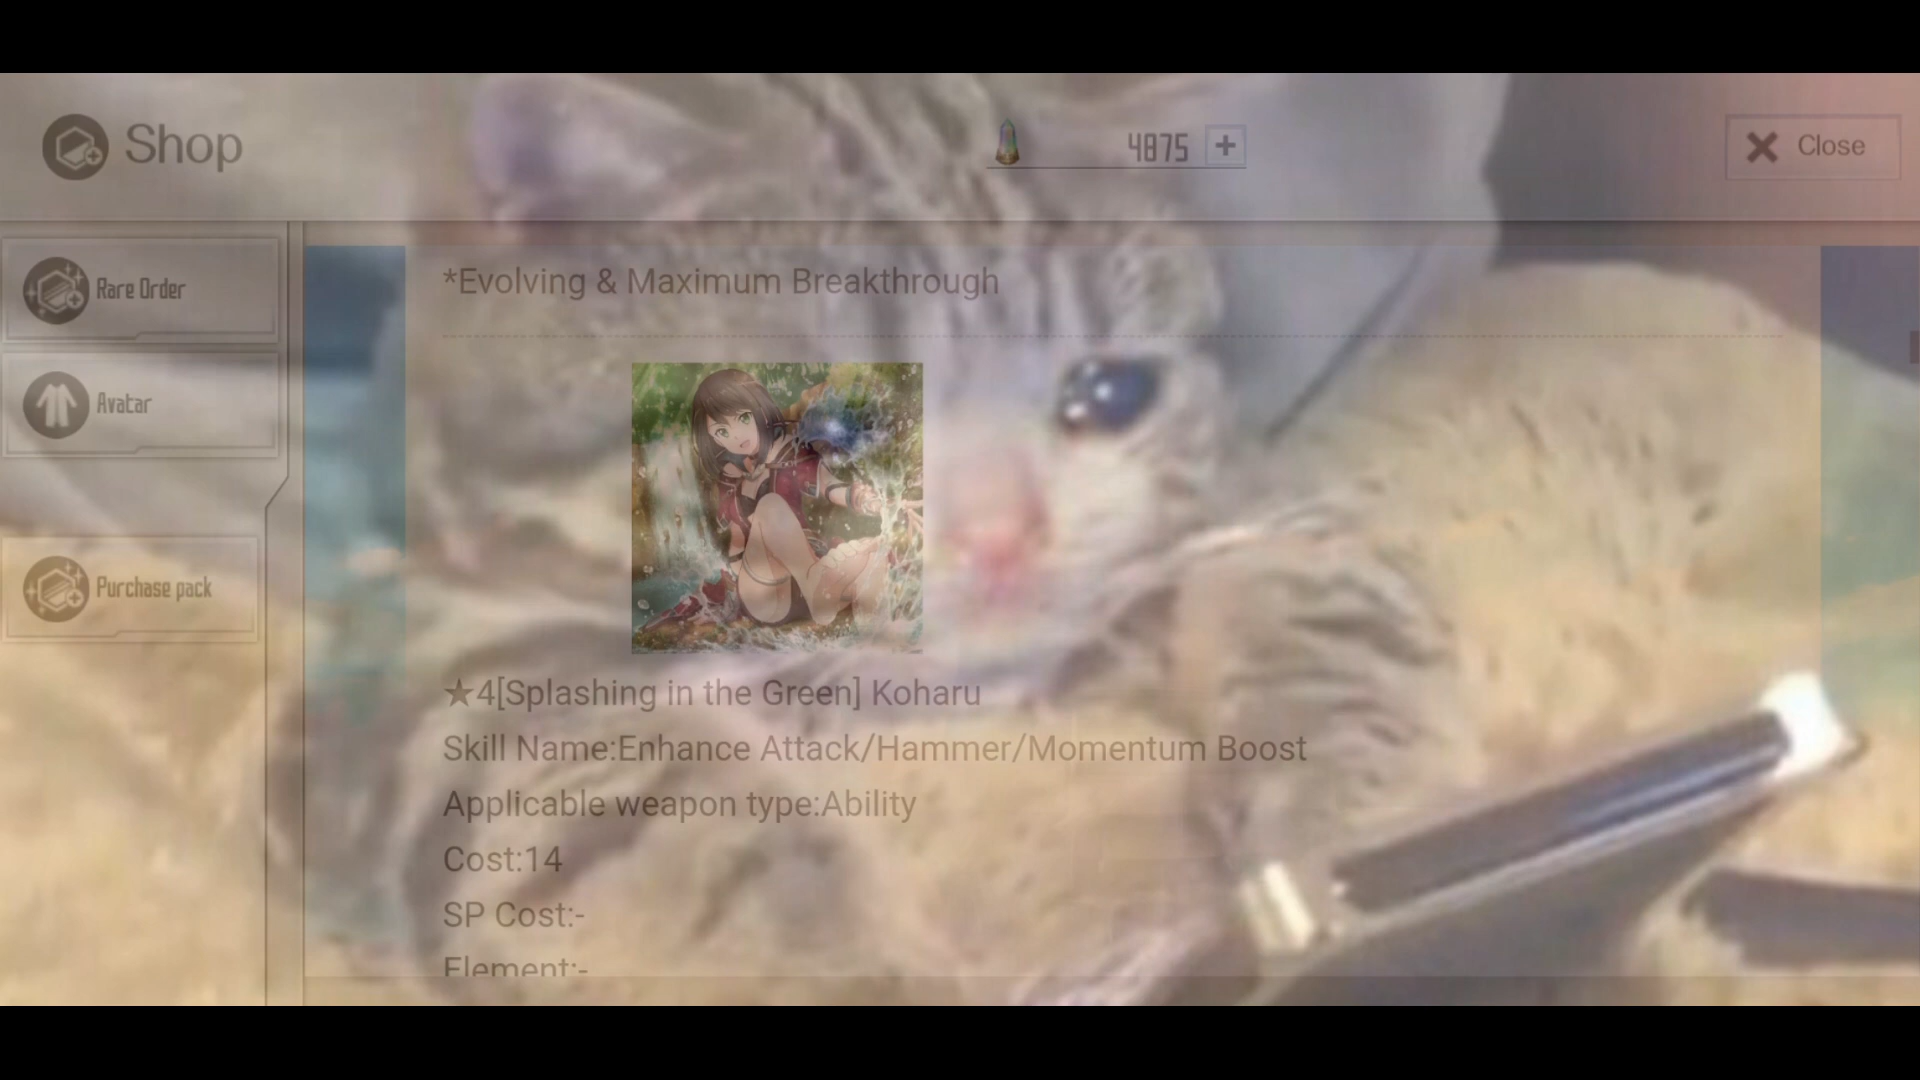 Shop
4875
Close
Rare Order
Avatar
Purchase pack
*Evolving & Maximum Breakthrough
★4[Splashing in the Green] Koharu
Skill Name:Enhance Attack/Hammer/Momentum Boost
Applicable weapon type:Ability
Cost:14
SP Cost:-
Element:-